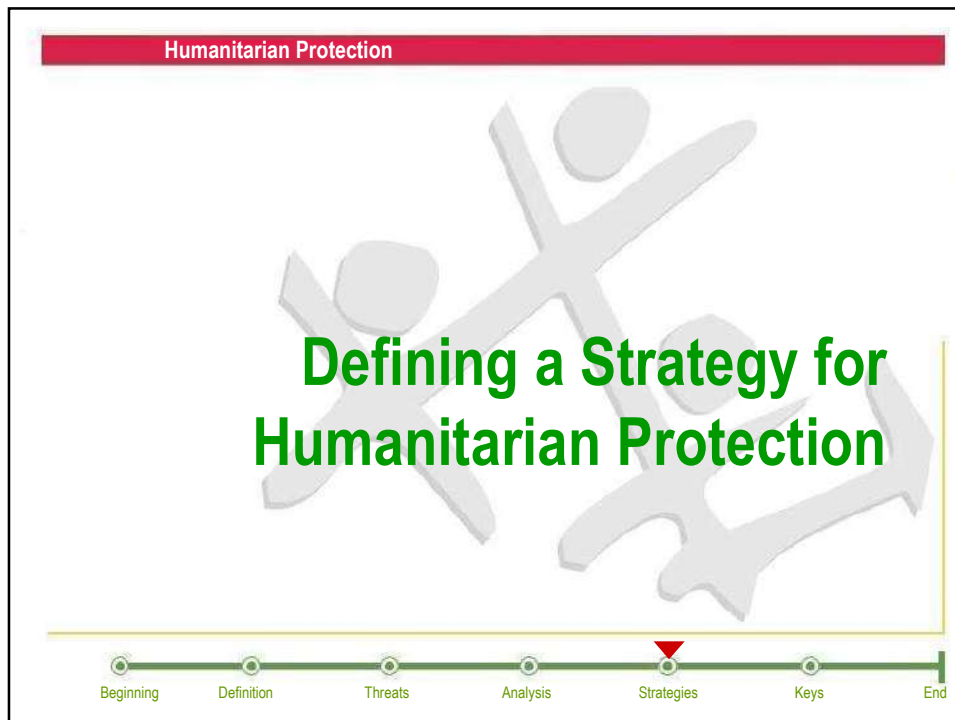 Humanitarian Protection
Defining a Strategy for
Humanitarian Protection
Beginning Definition Threats Analysis Strategies Keys End